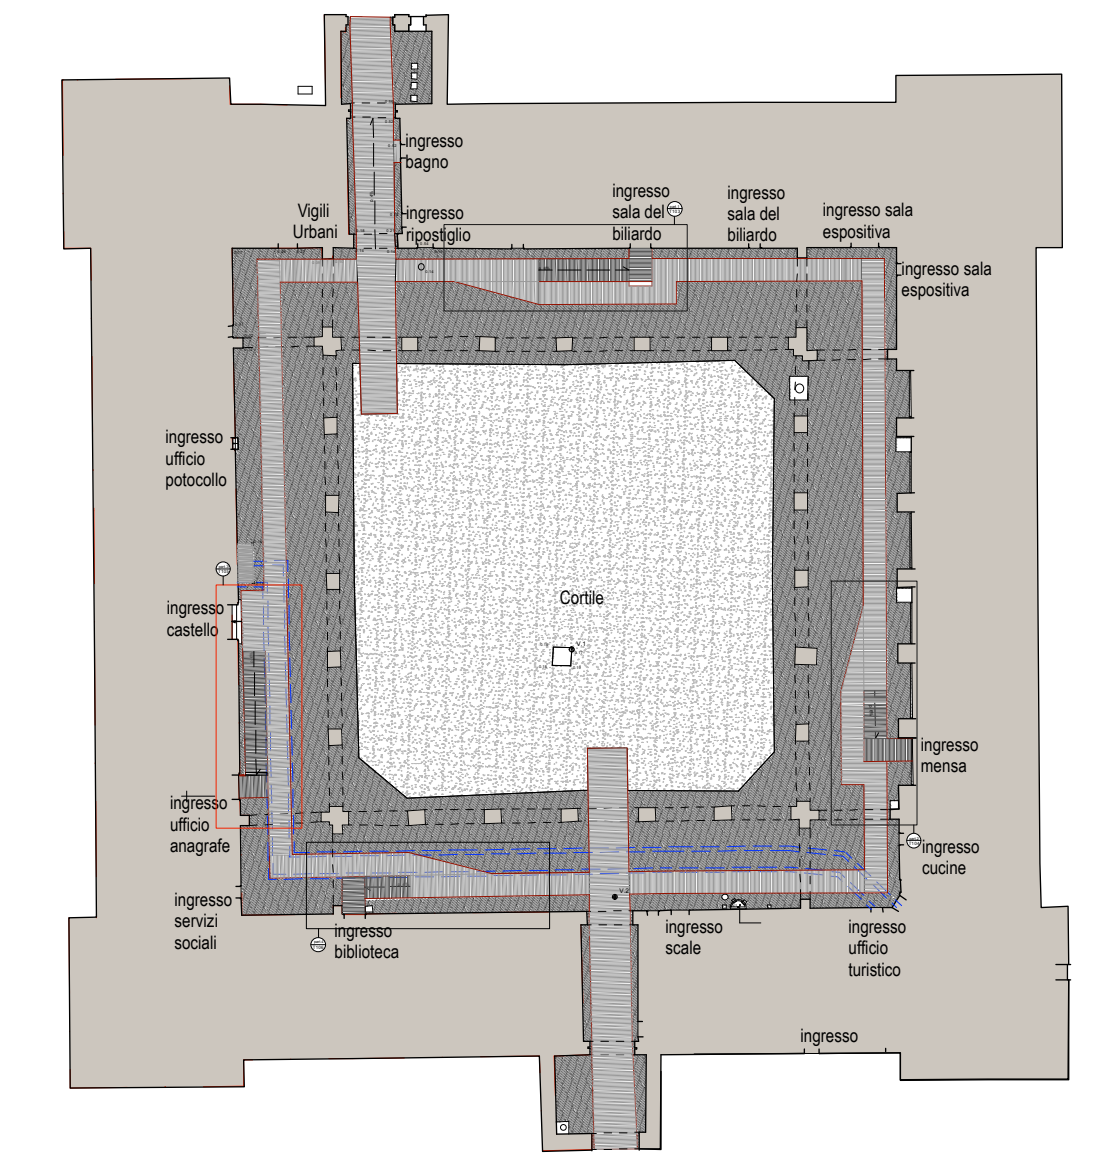 ingresso
bagno
ingresso
ripostiglio
Vigili
Urbani
ingresso
sala del
biliardo
ingresso
sala del
biliardo
ingresso sala
espositiva
ingresso sala
espositiva
ingresso
ufficio
potocollo
ingresso
castello
Cortile
V.1
ingresso
mensa
ingresso
ufficio
anagrafe
ingresso
cucine
V.2
ingresso
servizi
sociali
ingresso
biblioteca
ingresso
scale
ingresso
ufficio
turistico
ingresso